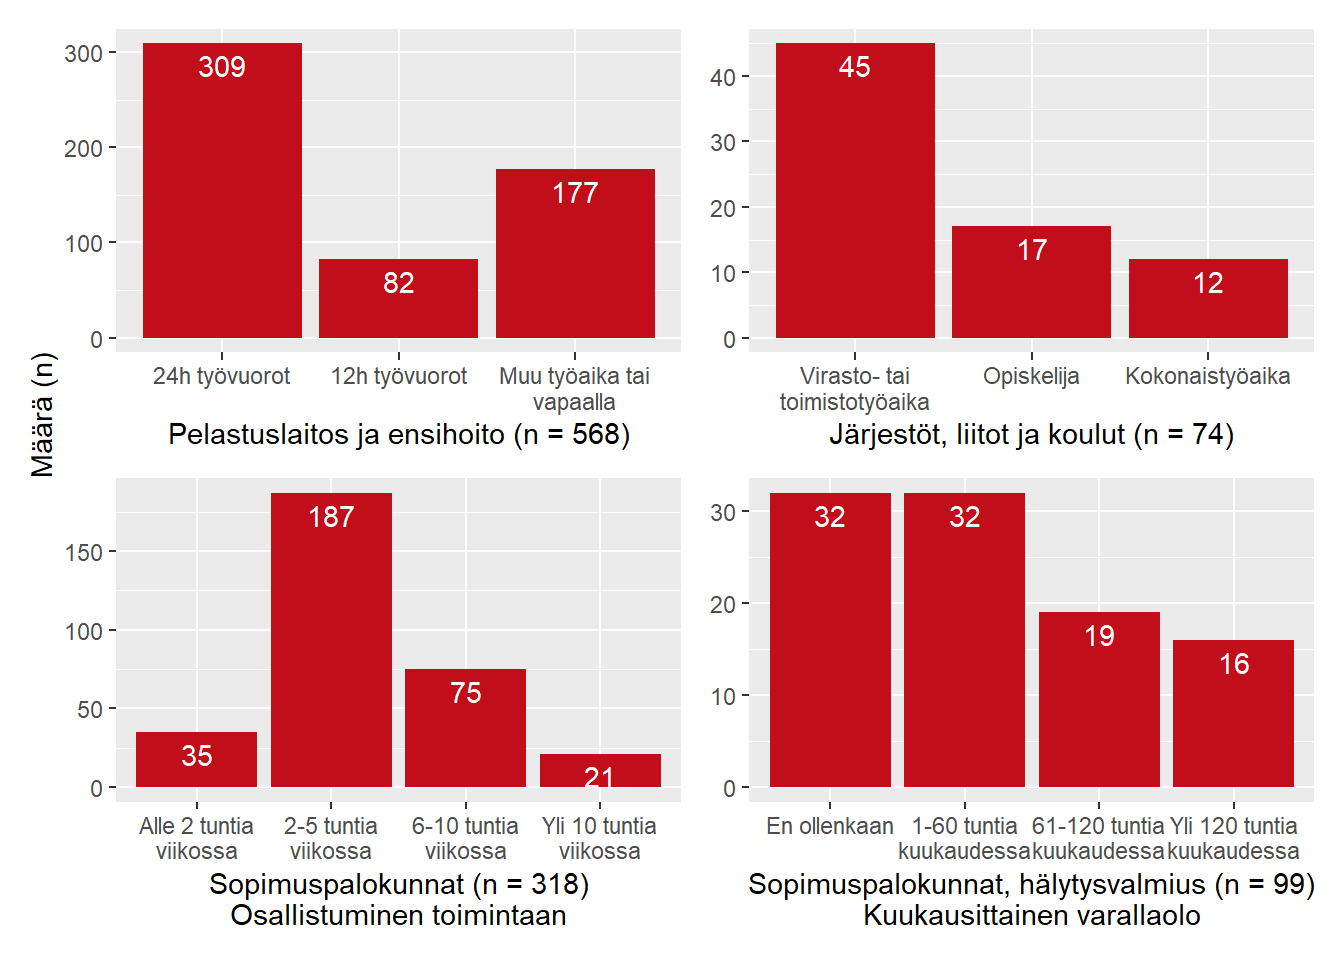 Määrä (n)
300
200
100
0
309
82
177
24h työvuorot
12h työvuorot
Muu työaika tai
vapaalla
Pelastuslaitos ja ensihoito (n = 568)
40
30
20
10
0
45
17
12
Virasto- tai
toimistotyöaika
Opiskelija
Kokonaistyöaika
Järjestöt, liitot ja koulut (n = 74)
150
100
50
0
35
187
75
21
Alle 2 tuntia
viikossa
2-5 tuntia
viikossa
6-10 tuntia
viikossa
Yli 10 tuntia
viikossa
Sopimuspalokunnat (n = 318)
Osallistuminen toimintaan
30
20
10
0
32
32
19
16
En ollenkaan
1-60 tuntia
kuukaudessa
61-120 tuntia
kuukaudessa
Yli 120 tuntia
kuukaudessa
Sopimuspalokunnat, hälytysvalmius (n = 99)
Kuukausittainen varallaolo